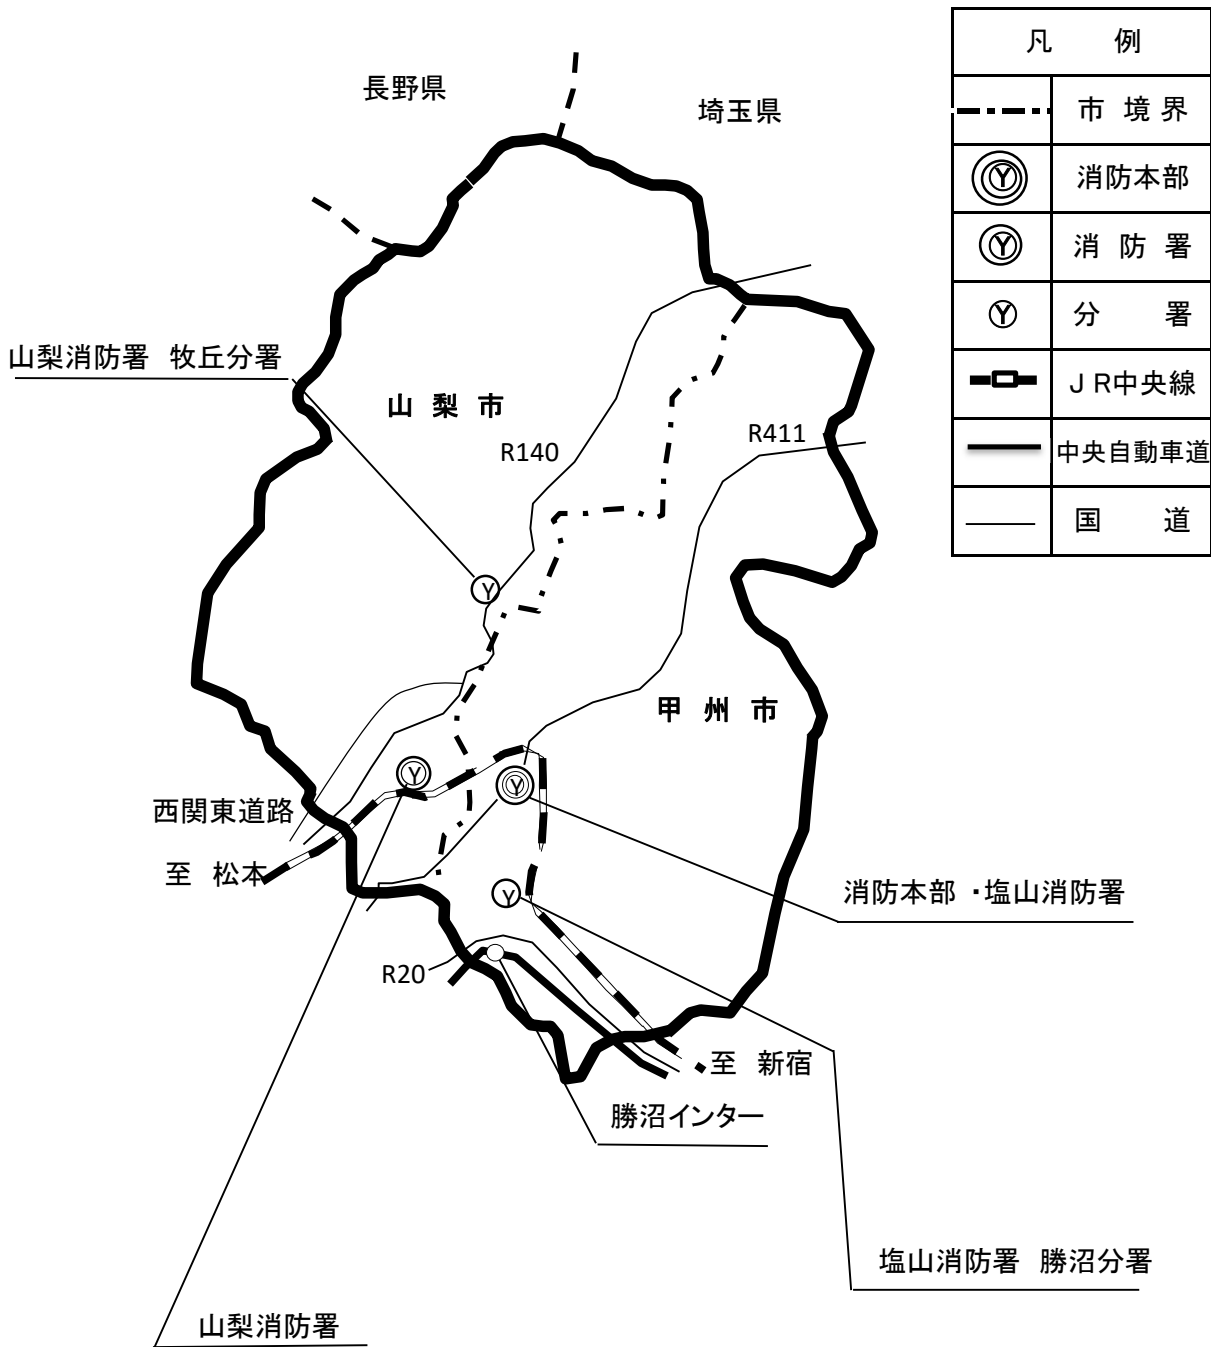 凡 例
長野県
埼玉県
市 境 界
Y 消防本部
Y 消 防 署
Y 分 署
山梨消防署 牧丘分署
ＪＲ中央線
山 梨 市
R411
R140
中央自動車道
国 道
Y
甲 州 市
Y
Y
西関東道路
至 松本
Y
消防本部・塩山消防署
R20
至 新宿
勝沼インター
塩山消防署 勝沼分署
山梨消防署